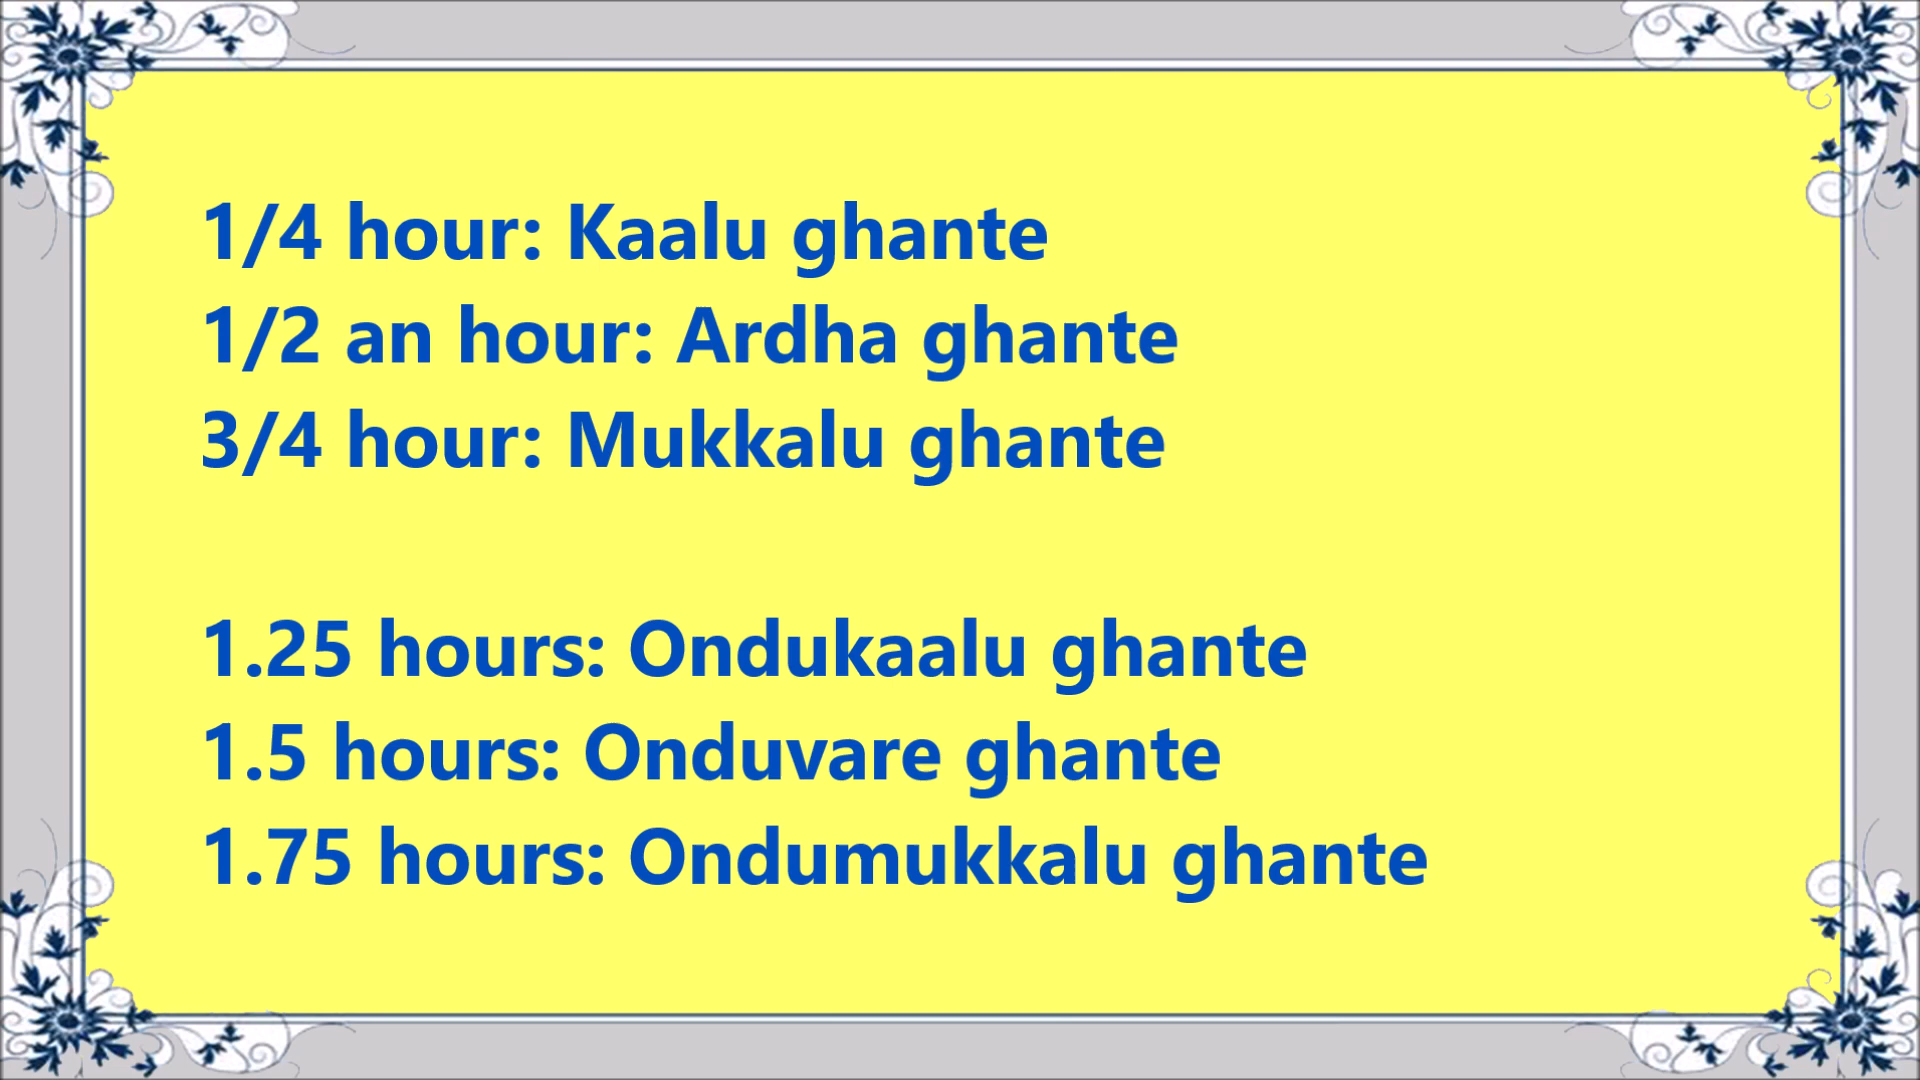 1/4 hour: Kaalu ghante
1/2 an hour: Ardha ghante
3/4 hour: Mukkalu ghante
1.25 hours: Ondukaalu ghante
1.5 hours: Onduvare ghante
1.75 hours: Ondumukkalu ghante